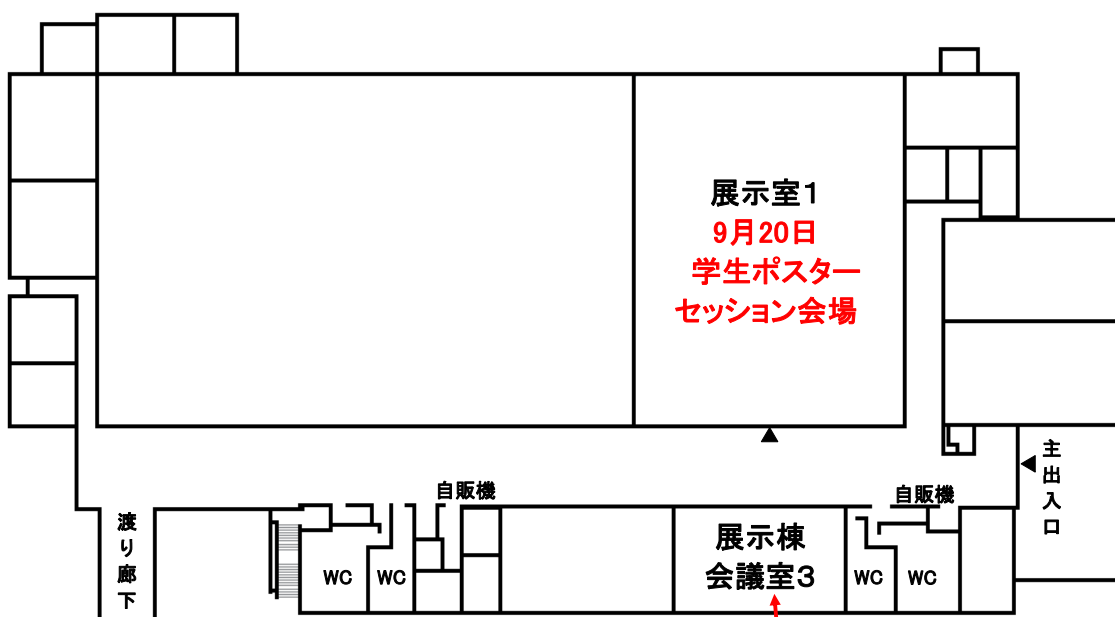 展示室1
9月20日
学生ポスター
セッション会場
主出入口
自販機
自販機
渡り廊下
展示棟
会議室3
WC
WC
WC
WC